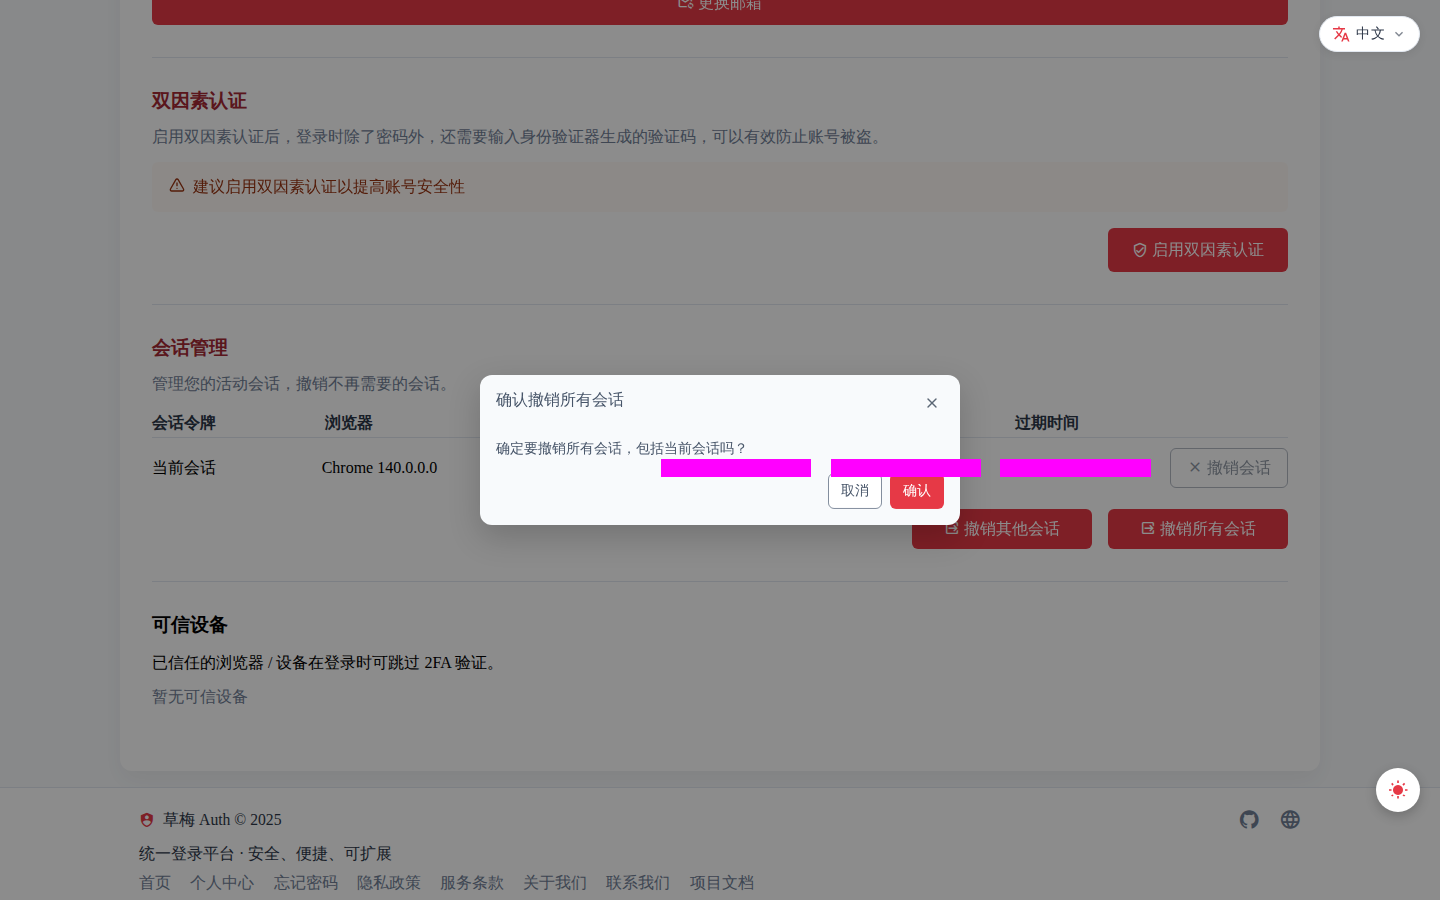 更换邮箱
中文
双因素认证
启用双因素认证后，登录时除了密码外，还需要输入身份验证器生成的验证码，可以有效防止账号被盗。
建议启用双因素认证以提高账号安全性
启用双因素认证
会话管理
管理您的活动会话，撤销不再需要的会话。
会话令牌 浏览器 过期时间
当前会话 Chrome 140.0.0.0 撤销会话
确认撤销所有会话
确定要撤销所有会话，包括当前会话吗？
取消 确认
撤销其他会话 撤销所有会话
可信设备
已信任的浏览器 / 设备在登录时可跳过 2FA 验证。
暂无可信设备
草梅 Auth © 2025
统一登录平台 · 安全、便捷、可扩展
首页 个人中心 忘记密码 隐私政策 服务条款 关于我们 联系我们 项目文档